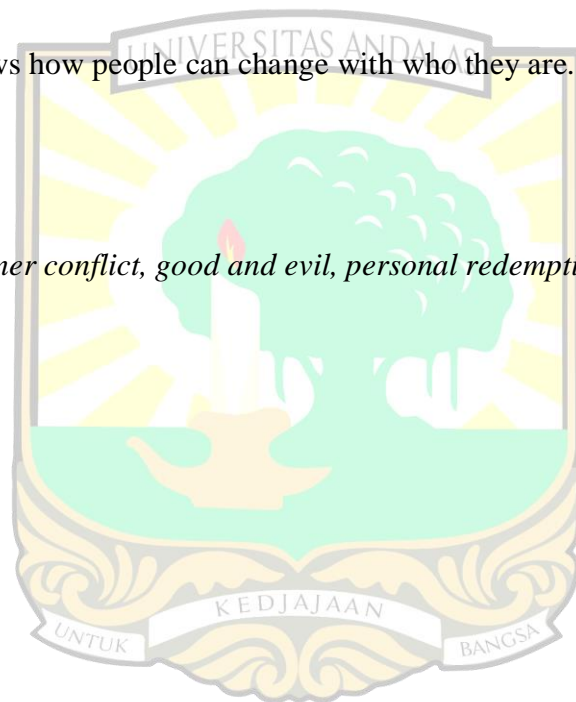 UNIVERSITAS ANDALAS
ws how people can change with who they are.
ner conflict, good and evil, personal redempti
KEDJAJAAN
UNTUK
BANGSA